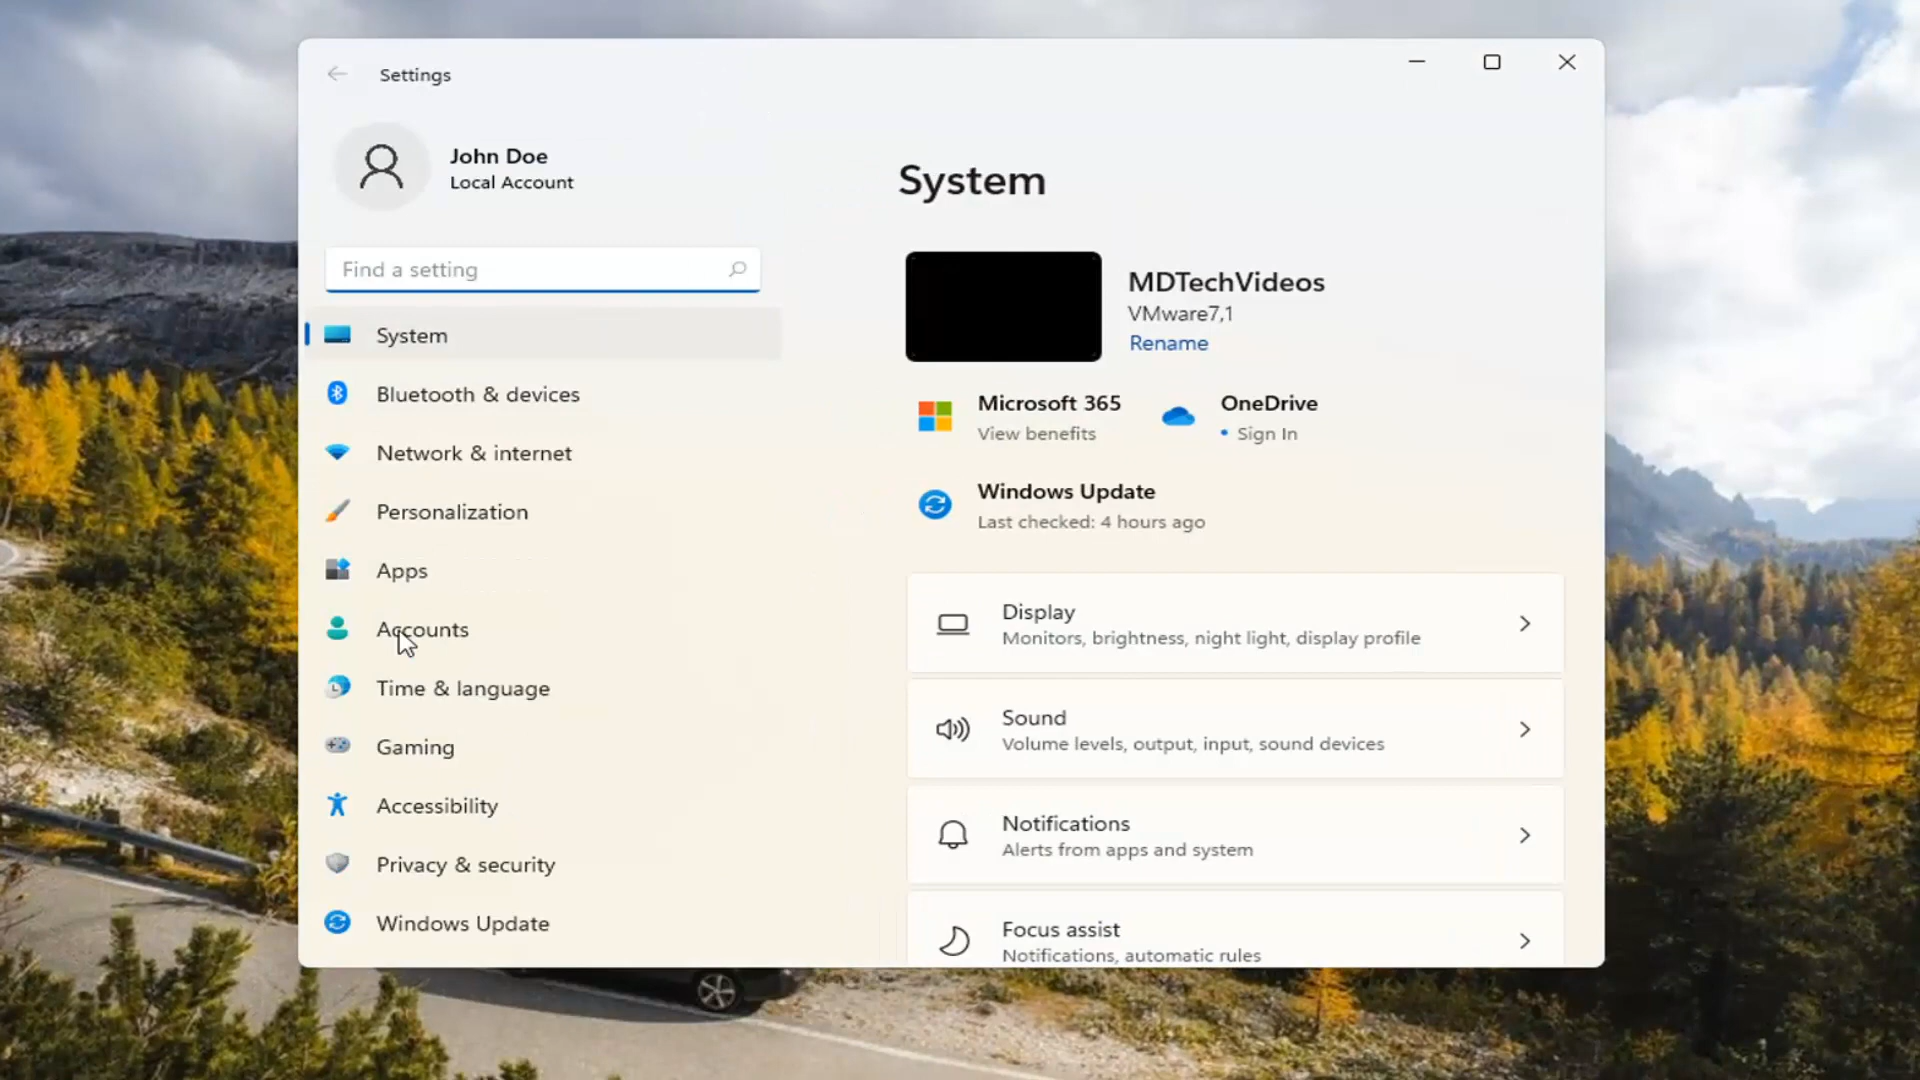 Settings
John Doe
Local Account
Find a setting
System
Bluetooth & devices
Network & internet
Personalization
Apps
Accounts
Time & language
Gaming
Accessibility
Privacy & security
Windows Update
System
MDTechVideos
VMware7,1
Rename
Microsoft 365
View benefits
OneDrive
• Sign In
Windows Update
Last checked: 4 hours ago
Display
Monitors, brightness, night light, display profile
Sound
Volume levels, output, input, sound devices
Notifications
Alerts from apps and system
Focus assist
Notifications, automatic rules